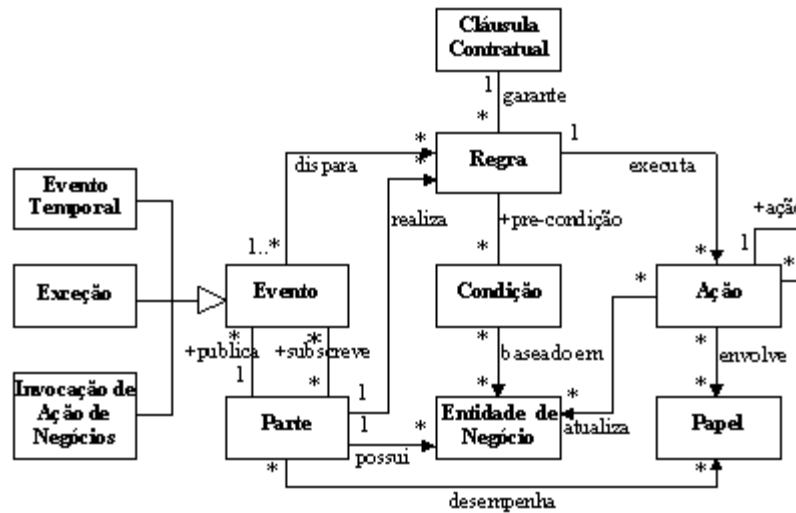 Cláusula
Contratual
1
garante
*
*
Regra
1
dispara
*
executa
Evento
Temporal
realiza
+pre-condição
+ação
1..*
*
*
*
1
*
Exceção
Evento
Condição
Ação
*
*
*
*
+publica
+subscreve
baseado em
envolve
1
*
1
*
*
*
Invocação de
Ação de
Negócios
Parte
1
*
Entidade de
Negócio
atualiza
Papel
possui
*
*
desempenha